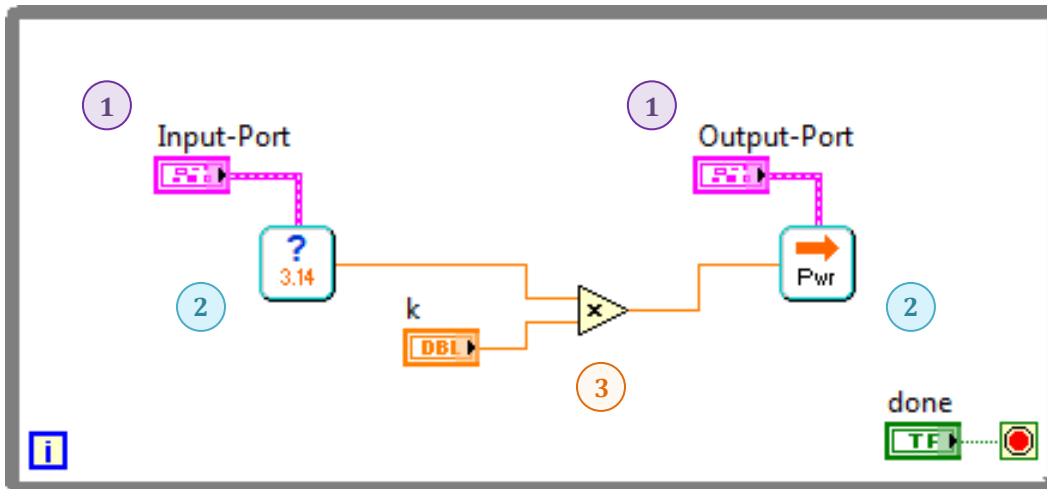 1
1
Input-Port
Output-Port
?
3.14
Pwr
2
k
×
2
DBL
3
done
TF
i